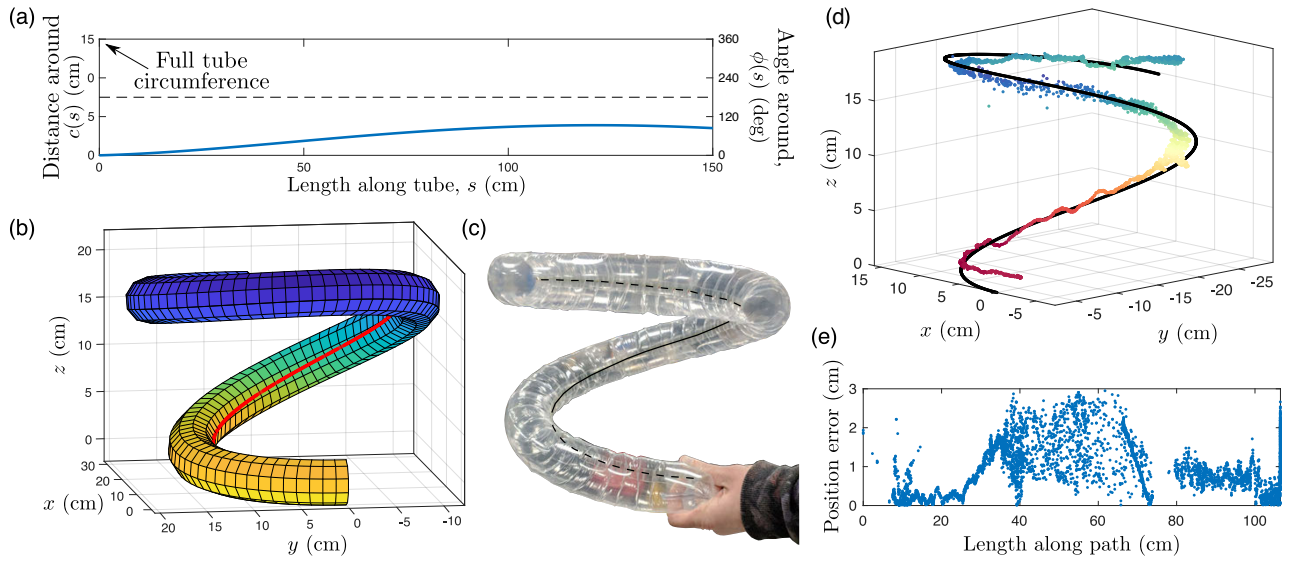 (a)
Distance around
c(s) (cm)
15
0
5
0
Full tube
circumference
0
50
100
150
Length along tube, s (cm)
360
240
180
120
0
Angle around,
ϕ(s) (deg)
(b)
z (cm)
20
15
10
5
0
30
20
10
0
x (cm)
20
15
10
5
0
-5
-10
y (cm)
(c)
(d)
z (cm)
15
10
5
0
15
10
5
0
-5
x (cm)
-5
-10
-15
-20
-25
y (cm)
(e)
Position error (cm)
3
2
1
0
0
20
40
60
80
100
Length along path (cm)